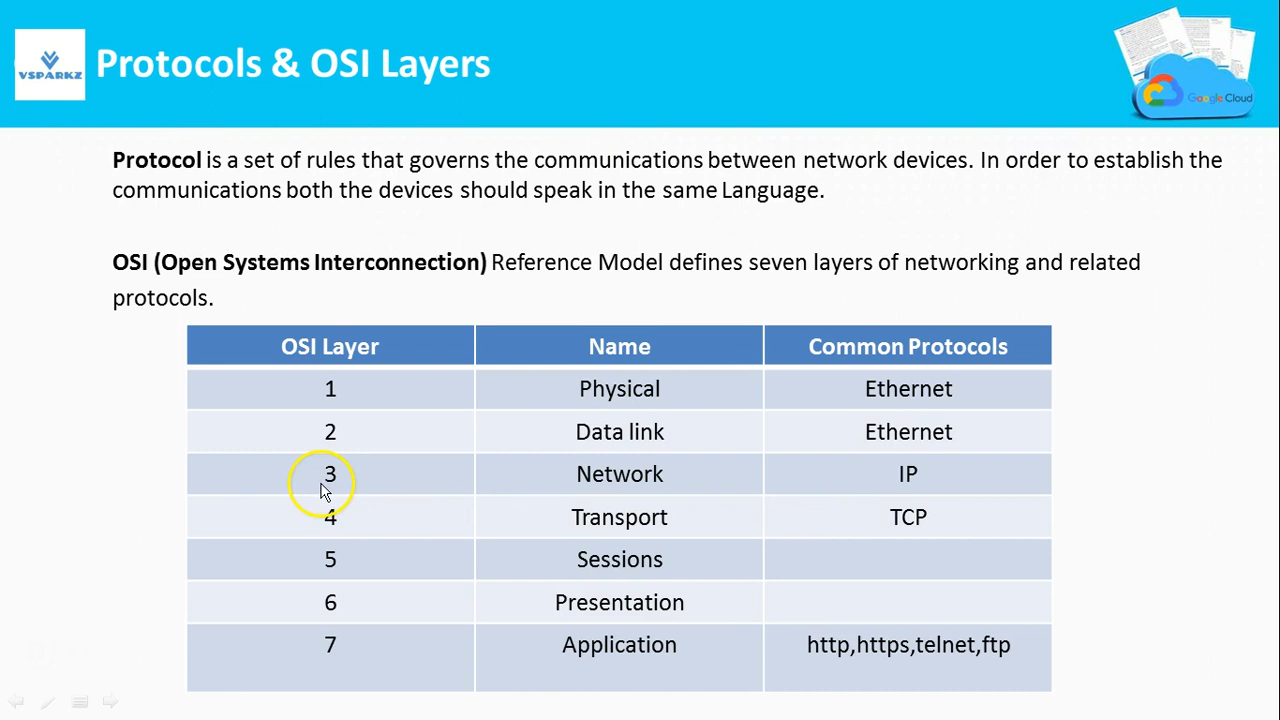 VSPARKZ
Protocols & OSI Layers
Google Cloud
Protocol is a set of rules that governs the communications between network devices. In order to establish the
communications both the devices should speak in the same Language.
OSI (Open Systems Interconnection) Reference Model defines seven layers of networking and related
protocols.
OSI Layer Name Common Protocols
1 Physical Ethernet
2 Data link Ethernet
3 Network IP
4 Transport TCP
5 Sessions
6 Presentation
7 Application http,https,telnet,ftp